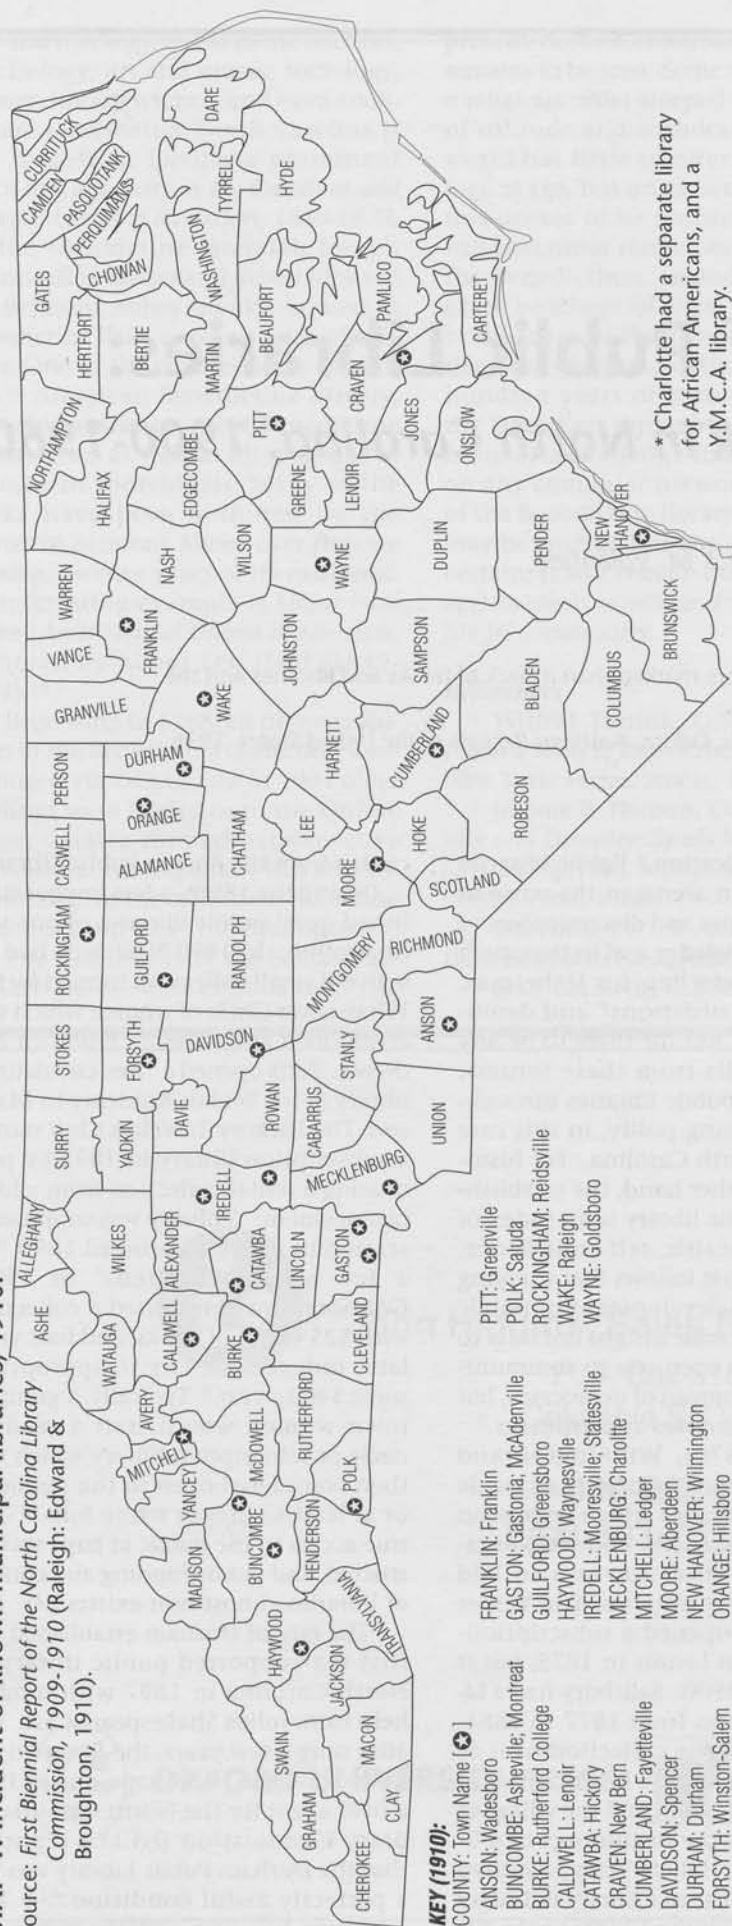 Source: First Biennial Report of the North Carolina Library
Commission, 1909-1910 (Raleigh: Edward &
Broughton, 1910).
ALLEGHANY
ASHE
SURRY
STOKES
ROCKINGHAM
CASWELL
PERSON
GRANVILLE
VANCE
WARREN
NORTHAMPTON
HALIFAX
HERTFORD
GATES
CURRITUCK
CAMDEN
PASQUOTANK
PERQUIMANS
CHOWAN
BERTIE
WATAUGA
WILKES
YADKIN
FORSYTH
GUILFORD
ALAMANCE
ORANGE
DURHAM
FRANKLIN
NASH
EDGECOMBE
MARTIN
WASHINGTON
TYRRELL
DARE
MITCHELL
AVERY
CALDWELL
ALEXANDER
IREDELL
DAVIE
DAVIDSON
RANDOLPH
CHATHAM
WAKE
WILSON
PITT
BEAUFORT
HYDE
MADISON
YANCEY
McDOWELL
BURKE
CATAWBA
ROWAN
JOHNSTON
GREENE
HAYWOOD
BUNCOMBE
RUTHERFORD
CLEVELAND
LINCOLN
GASTON
MECKLENBURG
CABARRUS
STANLY
MONTGOMERY
MOORE
LEE
HARNETT
WAYNE
LENOIR
CRAVEN
PAMLICO
SWAIN
GRAHAM
CHEROKEE
CLAY
MACON
JACKSON
TRANSYLVANIA
HENDERSON
POLK
UNION
ANSON
RICHMOND
SCOTLAND
HOKE
CUMBERLAND
SAMPSON
DUPLIN
JONES
CARTERET
ONSLOW
ROBESON
BLADEN
PENDER
COLUMBUS
BRUNSWICK
NEW
HANOVER
KEY (1910):
COUNTY: Town Name [✪]
ANSON: Wadesboro
BUNCOMBE: Asheville; Montreat
BURKE: Rutherford College
CALDWELL: Lenoir
CATAWBA: Hickory
CRAVEN: New Bern
CUMBERLAND: Fayetteville
DAVIDSON: Spencer
DURHAM: Durham
FORSYTH: Winston-Salem
FRANKLIN: Franklin
GASTON: Gastonia; McAdenville
GUILFORD: Greensboro
HAYWOOD: Waynesville
IREDELL: Mooresville; Statesville
MECKLENBURG: Charolitte
MITCHELL: Ledger
MOORE: Aberdeen
NEW HANOVER: Wilmington
ORANGE: Hillsboro
PITT: Greenville
POLK: Saluda
ROCKINGHAM: Reidsville
WAKE: Raleigh
WAYNE: Goldsboro
Charlotte had a separate library
for African Americans, and a
Y.M.C.A. library.